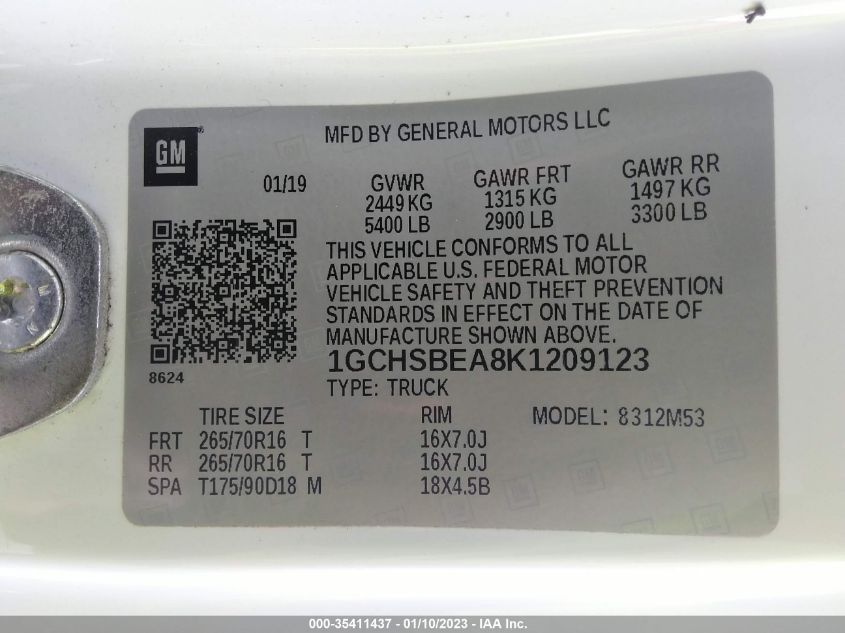 GM
MFD BY GENERAL MOTORS LLC
01/19
GVWR
2449 KG
5400 LB
GAWR FRT
1315 KG
2900 LB
GAWR RR
1497 KG
3300 LB
THIS VEHICLE CONFORMS TO ALL
APPLICABLE U.S. FEDERAL MOTOR
VEHICLE SAFETY AND THEFT PREVENTION
STANDARDS IN EFFECT ON THE DATE OF
MANUFACTURE SHOWN ABOVE.
8624
1GCHSBEA8K1209123
TYPE: TRUCK
TIRE SIZE RIM MODEL: 8312M53
FRT 265/70R16 T 16X7.0J
RR 265/70R16 T 16X7.0J
SPA T175/90D18 M 18X4.5B
000-35411437 - 01/10/2023 - IAA Inc.